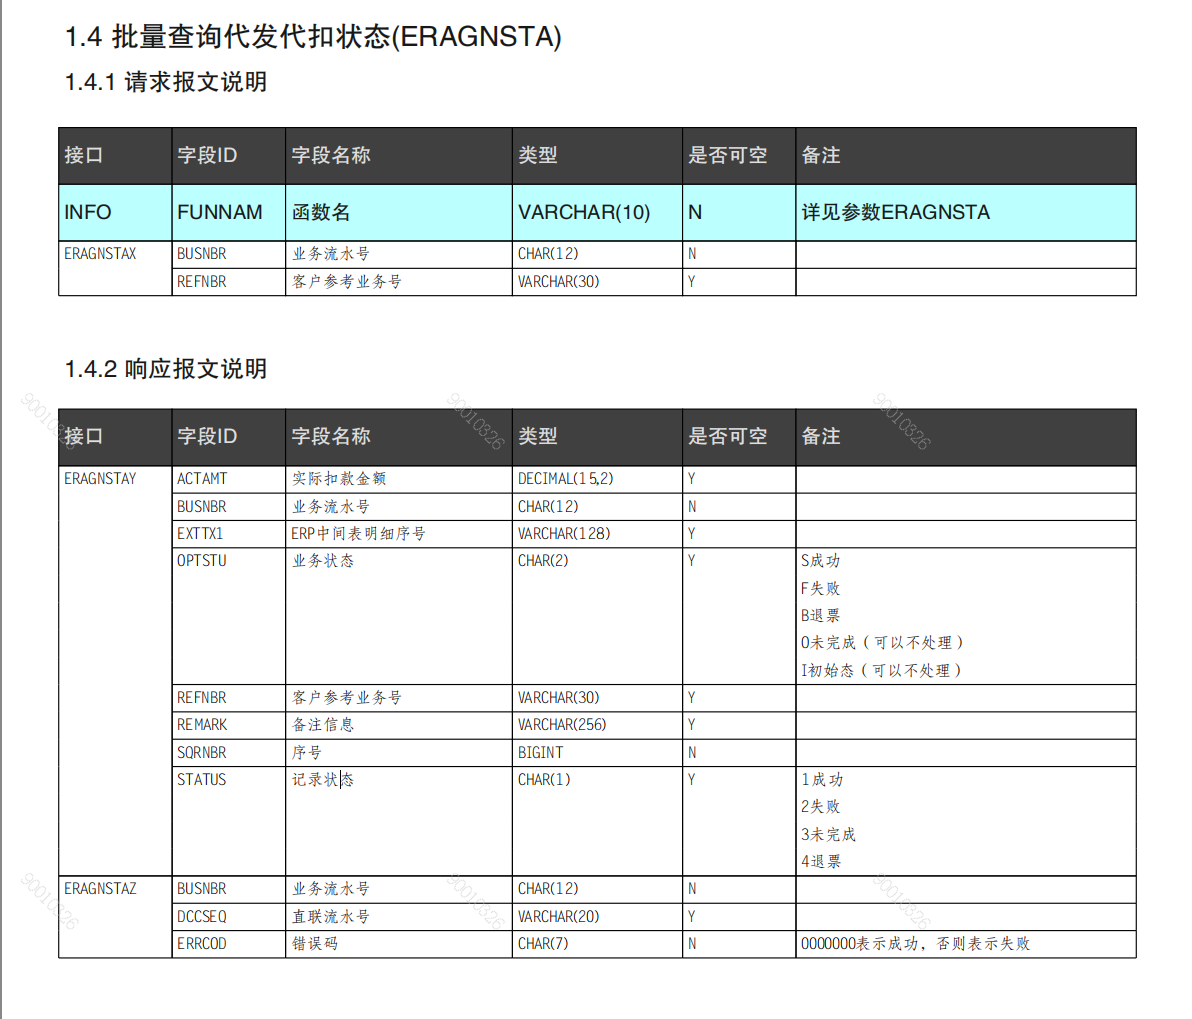 1.4 批量查询代发代扣状态(ERAGNSTA)
1.4.1 请求报文说明
接口 字段ID 字段名称 类型 是否可空 备注
INFO FUNNAM 函数名 VARCHAR(10) N 详见参数ERAGNSTA
ERAGNSTAX BUSNBR 业务流水号 CHAR(12) N
REFNBR 客户参考业务号 VARCHAR(30) Y
1.4.2 响应报文说明
90010326 90010326 90010326
接口 字段ID 字段名称 类型 是否可空 备注
ERAGNSTAY ACTAMT 实际扣款金额 DECIMAL(15,2) Y
BUSNBR 业务流水号 CHAR(12) N
EXTTX1 ERP中间表明细序号 VARCHAR(128) Y
OPTSTU 业务状态 CHAR(2) Y S成功
F失败
B退票
O未完成（可以不处理）
I初始态（可以不处理）
REFNBR 客户参考业务号 VARCHAR(30) Y
REMARK 备注信息 VARCHAR(256) Y
SQRNBR 序号 BIGINT N
STATUS 记录状态 CHAR(1) Y 1成功
2失败
3未完成
4退票
ERAGNSTAZ BUSNBR 业务流水号 CHAR(12) N
90010326 90010326 90010326
DCCSEQ 直联流水号 VARCHAR(20) Y
ERRCOD 错误码 CHAR(7) N 0000000表示成功，否则表示失败